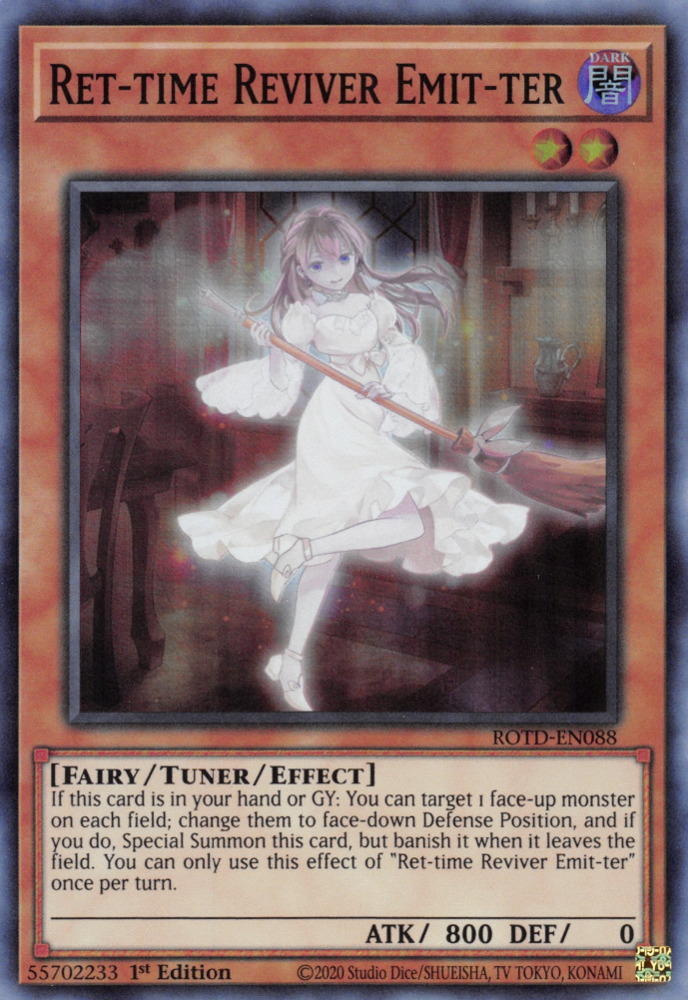 RET-TIME REVIVER EMIT-TER
DARK
闇
ROTD-EN088
[FAIRY/TUNER/EFFECT]
If this card is in your hand or GY: You can target 1 face-up monster
on each field; change them to face-down Defense Position, and if
you do, Special Summon this card, but banish it when it leaves the
field. You can only use this effect of "Ret-time Reviver Emit-ter"
once per turn.
ATK/ 800 DEF/ 0
55702233 1st Edition ©2020 Studio Dice/SHUEISHA, TV TOKYO, KONAMI